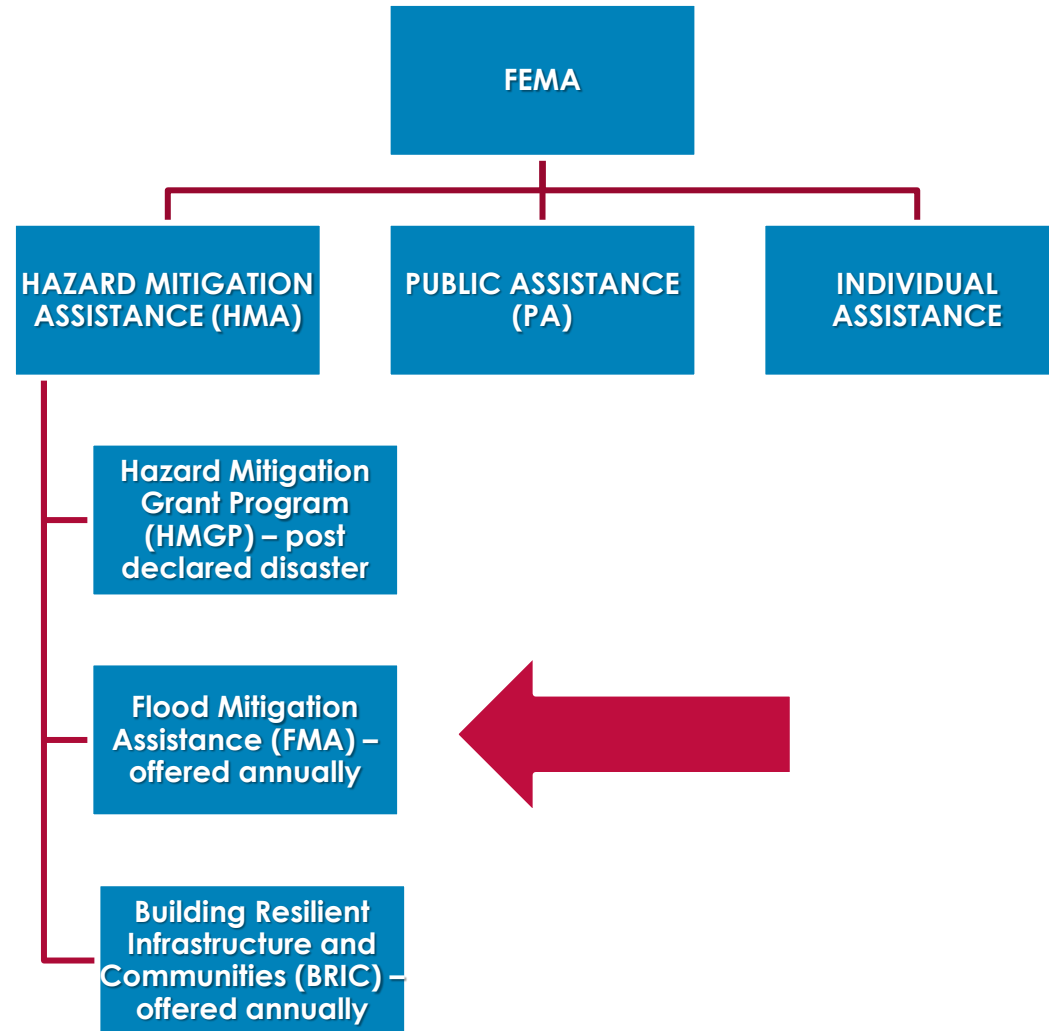 FEMA
HAZARD MITIGATION
ASSISTANCE (HMA)
PUBLIC ASSISTANCE
(PA)
INDIVIDUAL
ASSISTANCE
Hazard Mitigation
Grant Program
(HMGP) – post
declared disaster
Flood Mitigation
Assistance (FMA) –
offered annually
Building Resilient
Infrastructure and
Communities (BRIC) –
offered annually